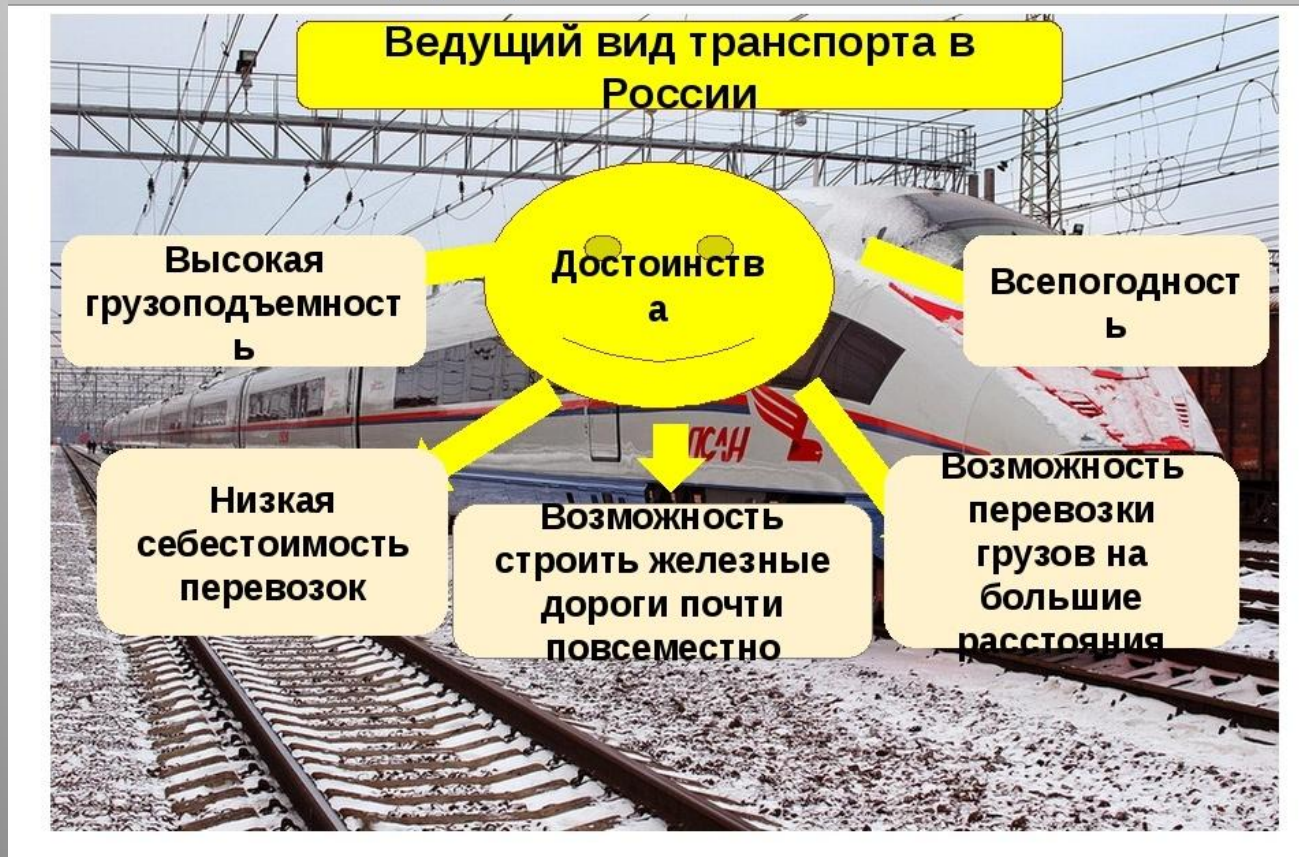 Ведущий вид транспорта в
России
Достоинств
а
Высокая
грузоподъемност
ь
Всепогодност
ь
Низкая
себестоимость
перевозок
Возможность
строить железные
дороги почти
повсеместно
Возможность
перевозки
грузов на
большие
расстояния
ПСАН